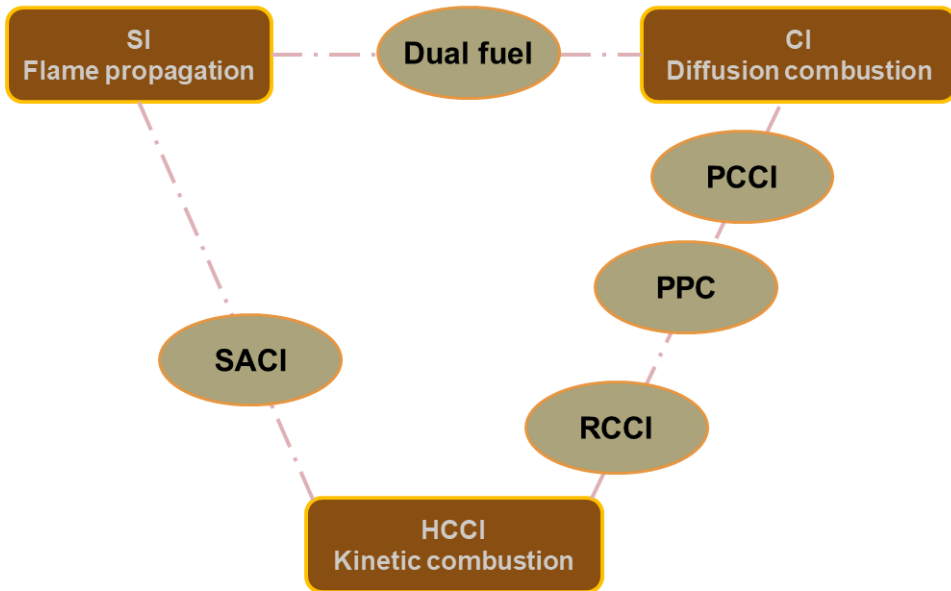 SI
Flame propagation
Dual fuel
CI
Diffusion combustion
PCCI
PPC
SACI
RCCI
HCCI
Kinetic combustion